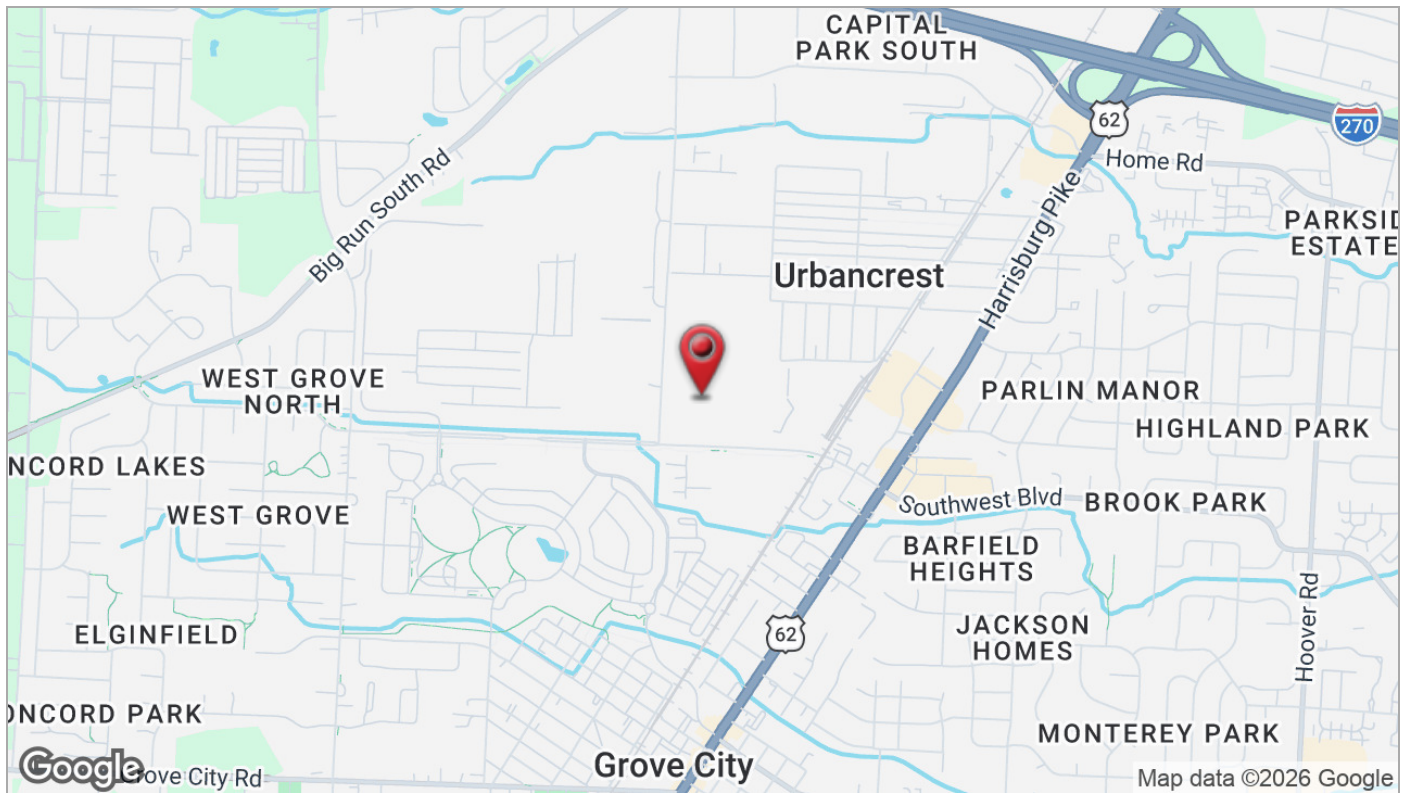 CAPITAL
PARK SOUTH
62
270
Home Rd
Big Run South Rd
Harrisburg Pike
PARKSID
ESTATE
Urbancrest
WEST GROVE
NORTH
PARLIN MANOR
HIGHLAND PARK
NCORD LAKES
Southwest Blvd
BROOK PARK
WEST GROVE
BARFIELD
HEIGHTS
Hoover Rd
ELGINFIELD
62
JACKSON
HOMES
ONCORD PARK
MONTEREY PARK
Grove City
Google
Grove City Rd
Map data ©2026 Google